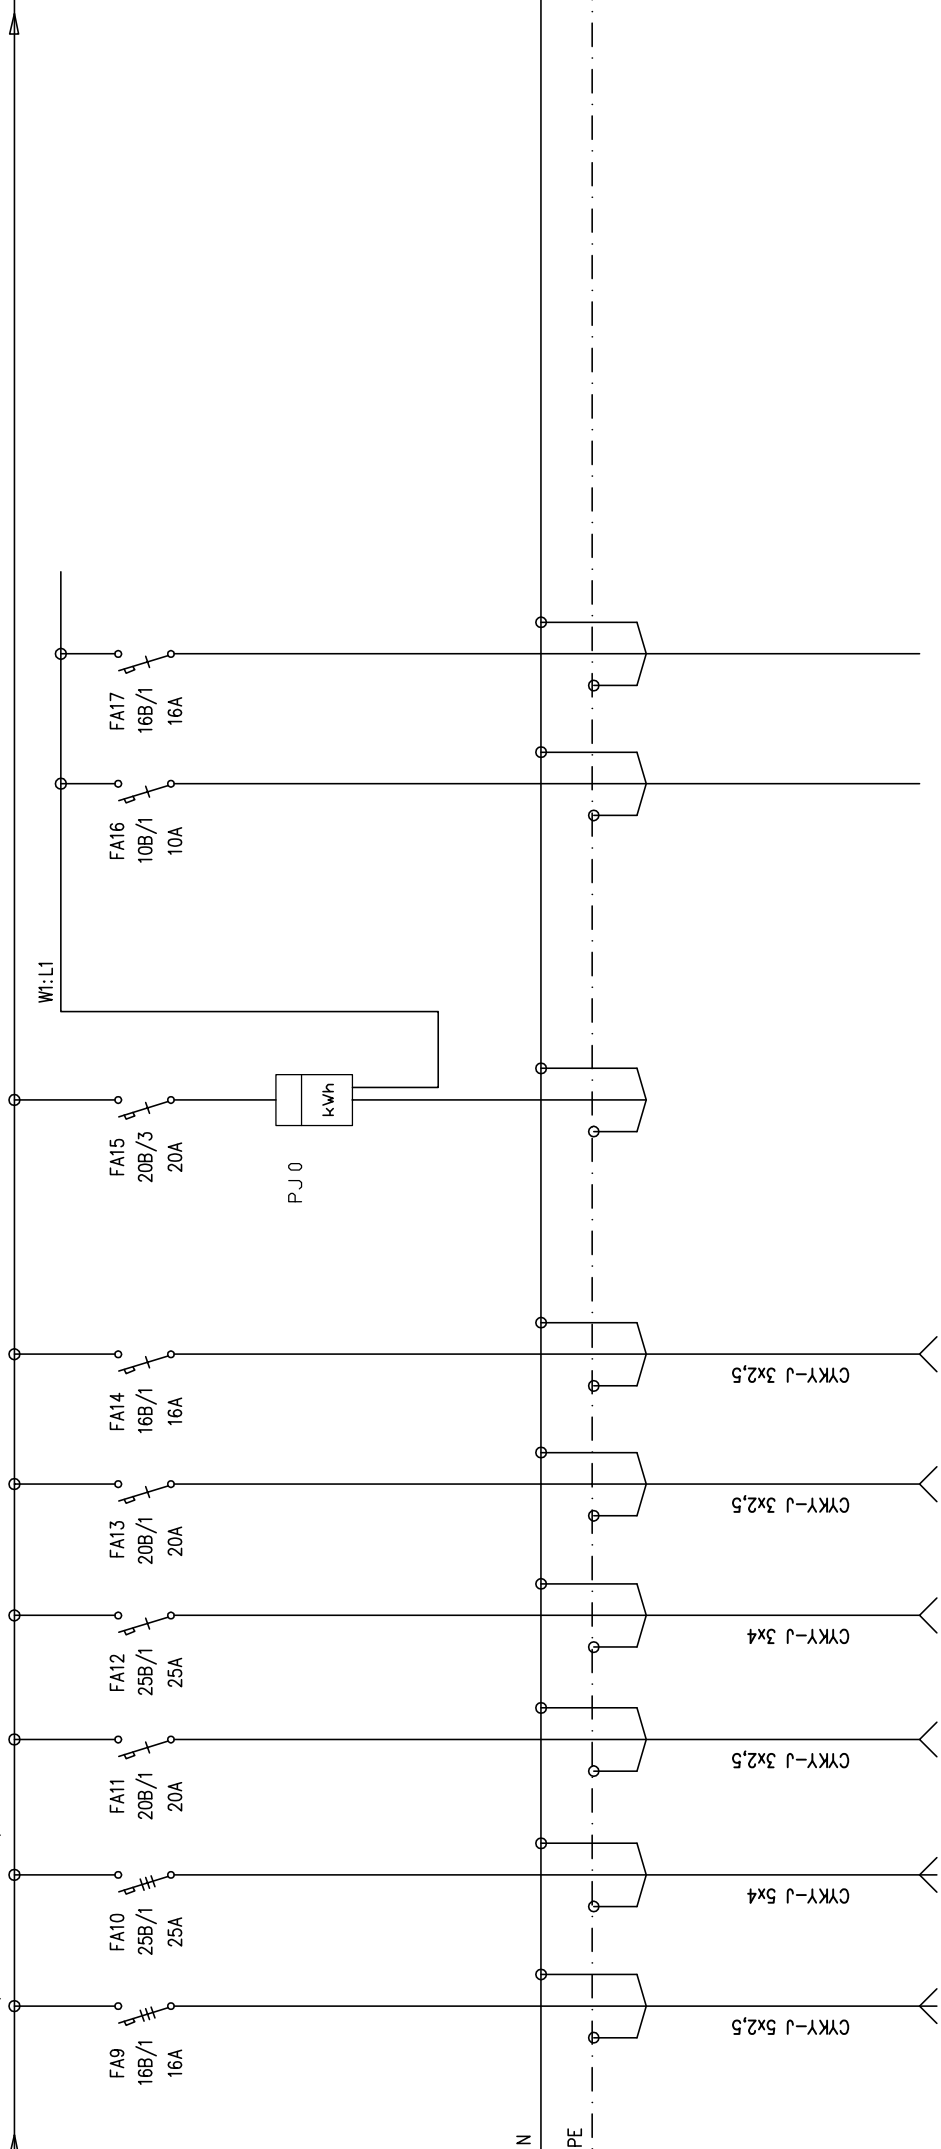 FA9
16B/1
16A
CYKY-J 5x2,5
FA10
25B/1
25A
CYKY-J 5x4
FA11
20B/1
20A
CYKY-J 3x2,5
FA12
25B/1
25A
CYKY-J 3x4
FA13
20B/1
20A
CYKY-J 3x2,5
FA14
16B/1
16A
CYKY-J 3x2,5
FA15
20B/3
20A
PJ0
kWh
W1:L1
FA16
10B/1
10A
FA17
16B/1
16A
N
PE